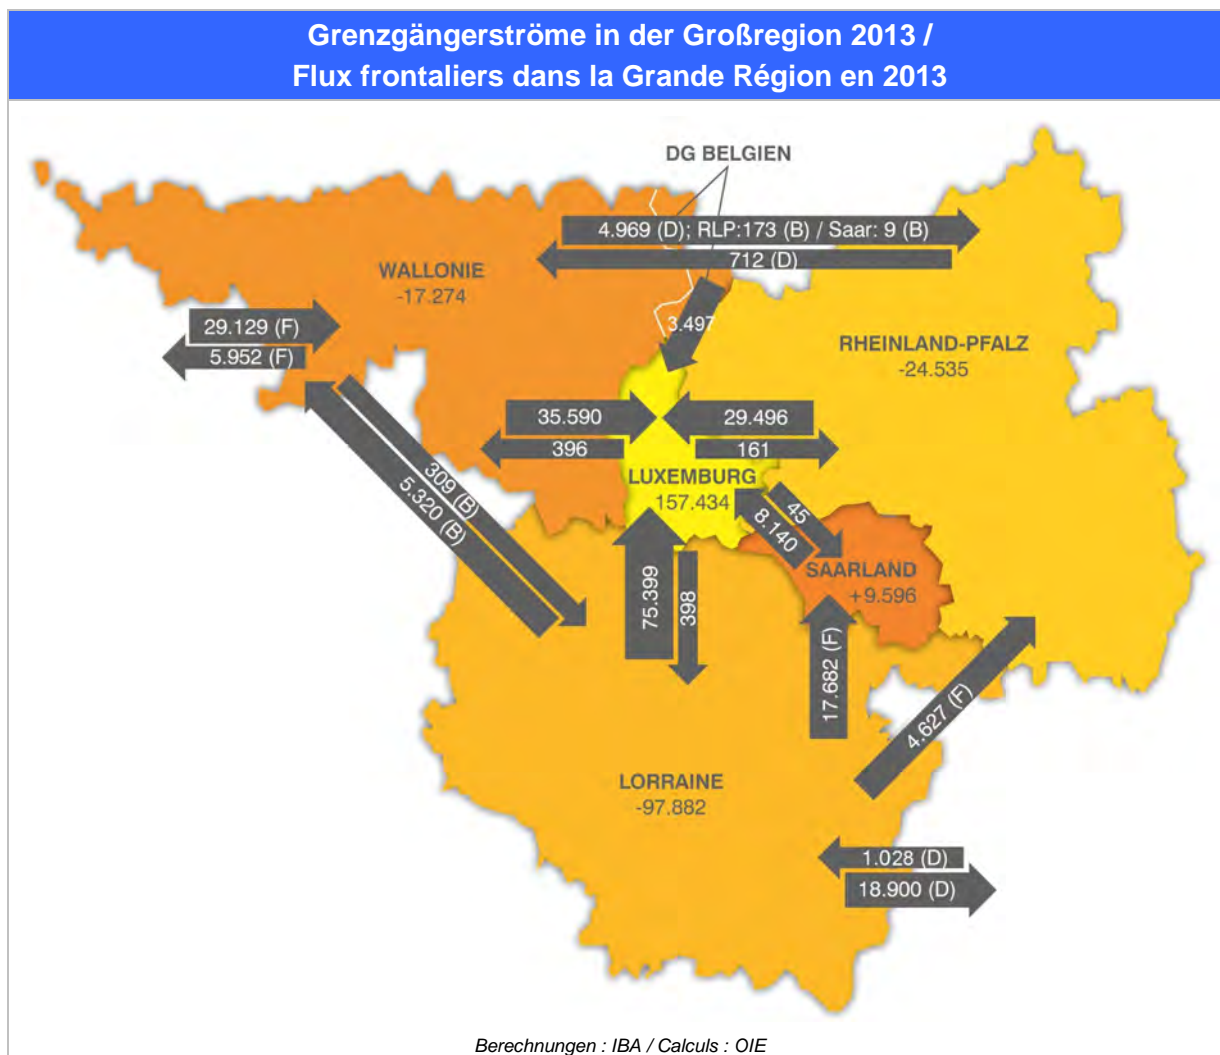 Grenzgängerströme in der Großregion 2013 /
Flux frontaliers dans la Grande Région en 2013
DG BELGIEN
4.969 (D); RLP:173 (B) / Saar: 9 (B)
712 (D)
WALLONIE
-17.274
3.497
29.129 (F)
5.952 (F)
RHEINLAND-PFALZ
-24.535
35.590
29.496
396
161
LUXEMBURG
157.434
309 (B)
5.320 (B)
45
8.140
SAARLAND
+9.596
75.399
398
17.682 (F)
4.627 (F)
LORRAINE
-97.882
1.028 (D)
18.900 (D)
Berechnungen : IBA / Calculs : OIE